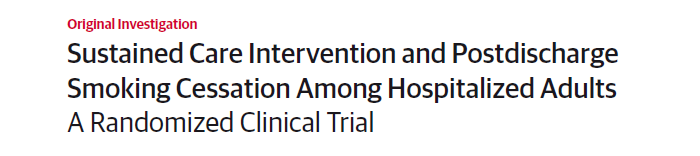 Original Investigation
Sustained Care Intervention and Postdischarge
Smoking Cessation Among Hospitalized Adults
A Randomized Clinical Trial